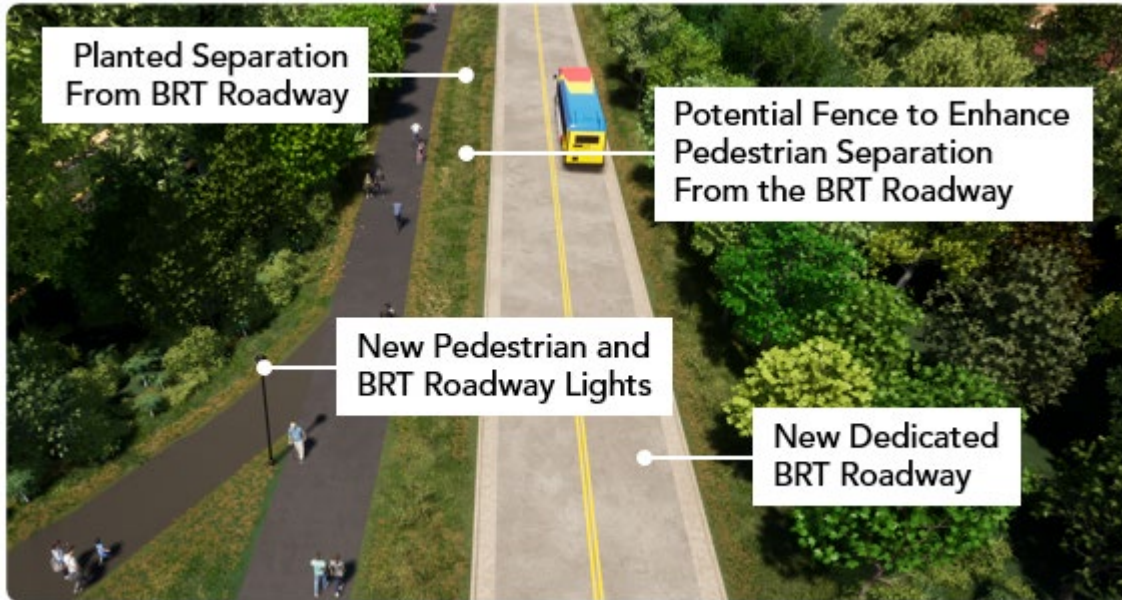 Planted Separation
From BRT Roadway
Potential Fence to Enhance
Pedestrian Separation
From the BRT Roadway
New Pedestrian and
BRT Roadway Lights
New Dedicated
BRT Roadway